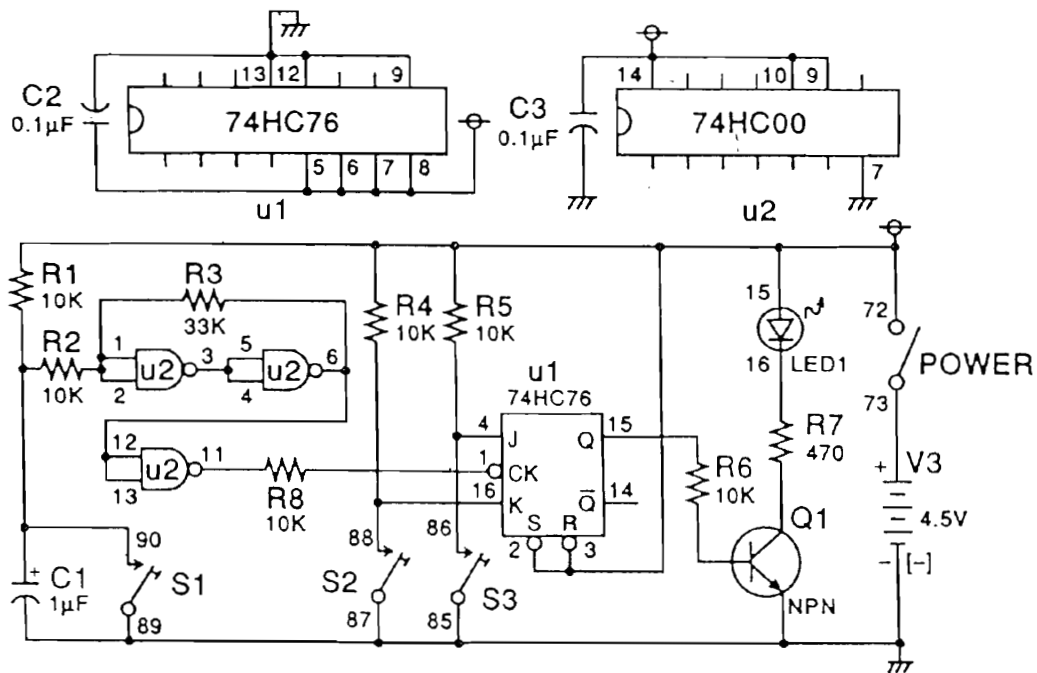 13 12 9
14 10 9
C2
0.1µF
74HC76
C3
0.1µF
74HC00
5 6 7 8
7
u1
u2
R1
10K
R3
33K
R4
10K
R5
10K
15
72
R2
10K
1
2
u2
3
5
4
u2
6
16
LED1
POWER
u1
74HC76
73
12
13
u2
11
R8
10K
4
1
16
J
CK
K
Q
Q̅
15
14
R6
10K
R7
470
V3
+
4.5V
- [-]
S R
2 3
Q1
NPN
90
88
86
+
C1
1µF
S1
S2
S3
89
87
85